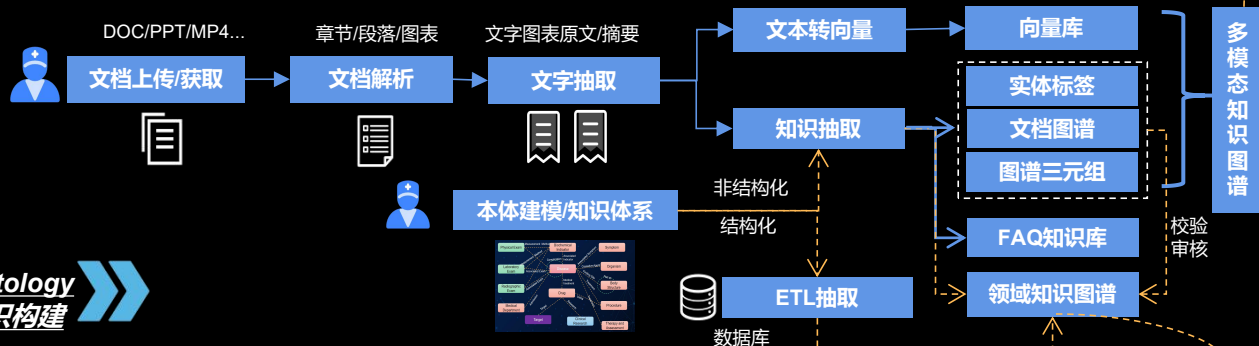 DOC/PPT/MP4...
章节/段落/图表
文字图表原文/摘要
文档上传/获取
文档解析
文字抽取
文本转向量
向量库
知识抽取
实体标签
文档图谱
图谱三元组
多模态知识图谱
非结构化
本体建模/知识体系
结构化
FAQ知识库
校验
审核
ETL抽取
领域知识图谱
数据库
tology
识构建